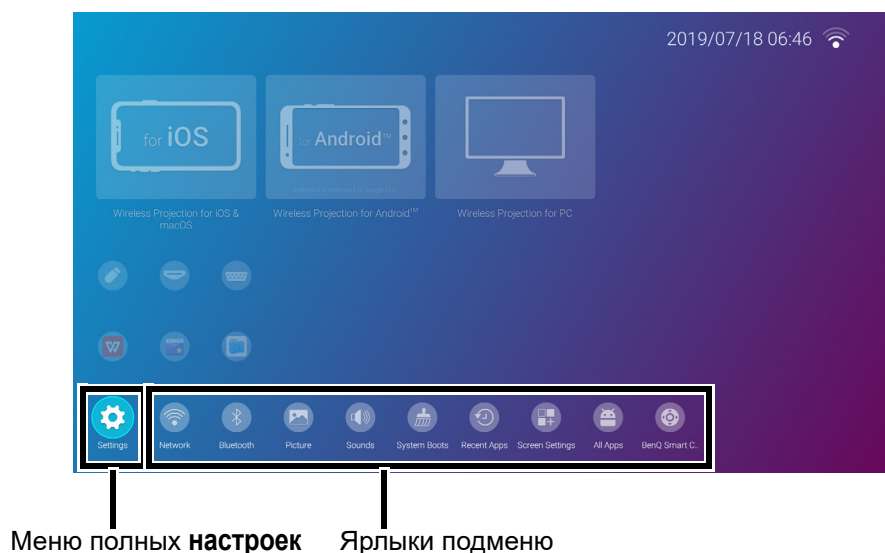 2019/07/18 06:46
for iOS
for Android™
Wireless Projection for iOS &
macOS
Wireless Projection for Android™
Wireless Projection for PC
Settings
Network
Bluetooth
Picture
Sounds
System Boots
Recent Apps
Screen Settings
All Apps
BenQ Smart C..
Меню полных настроек
Ярлыки подменю